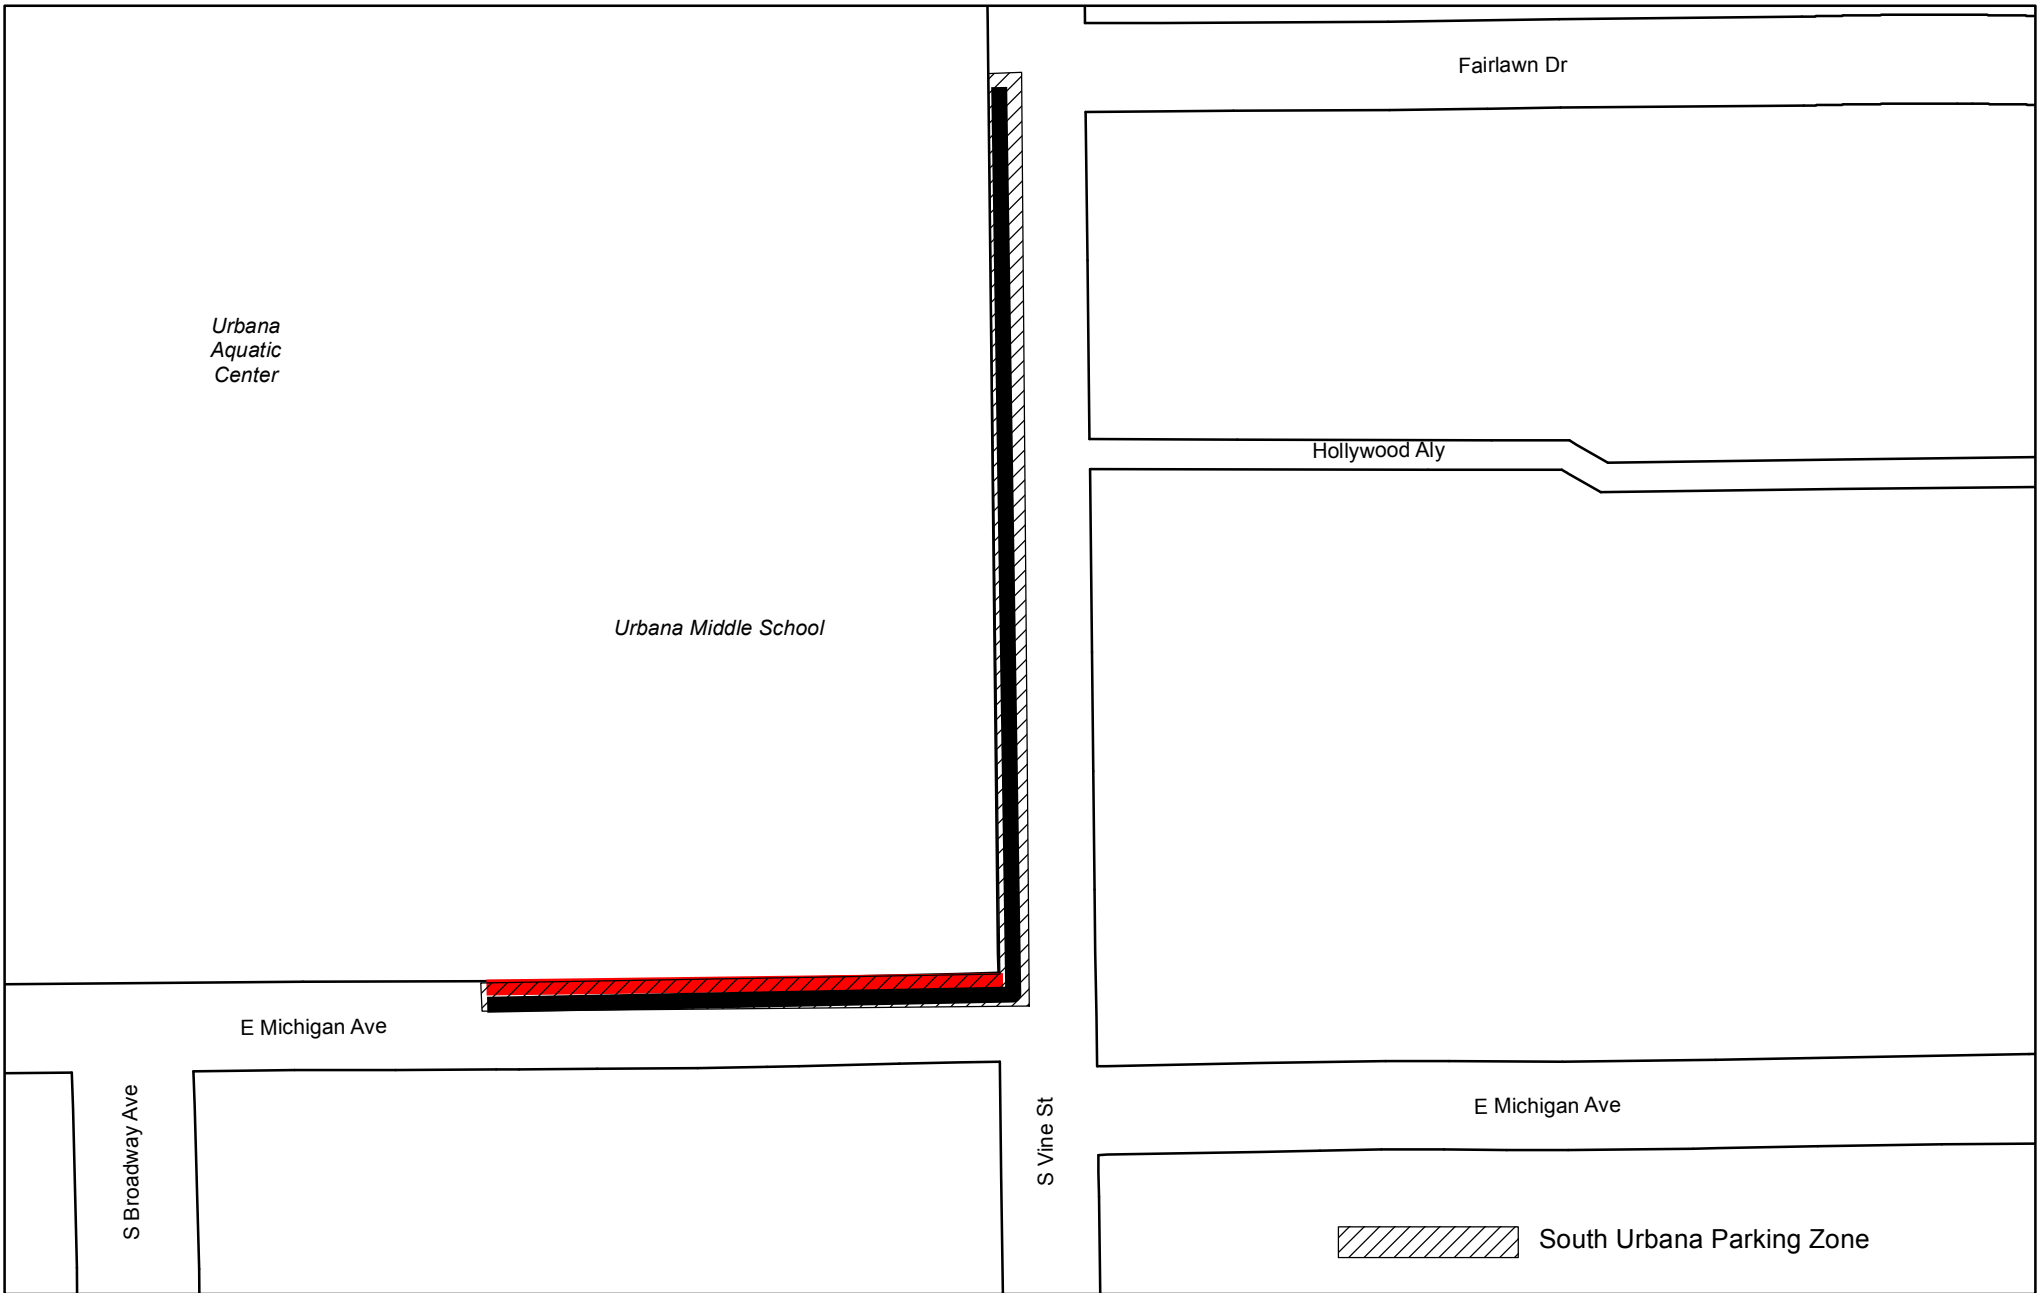 Fairlawn Dr
Urbana
Aquatic
Center
Hollywood Aly
Urbana Middle School
E Michigan Ave
S Broadway Ave
S Vine St
E Michigan Ave
South Urbana Parking Zone